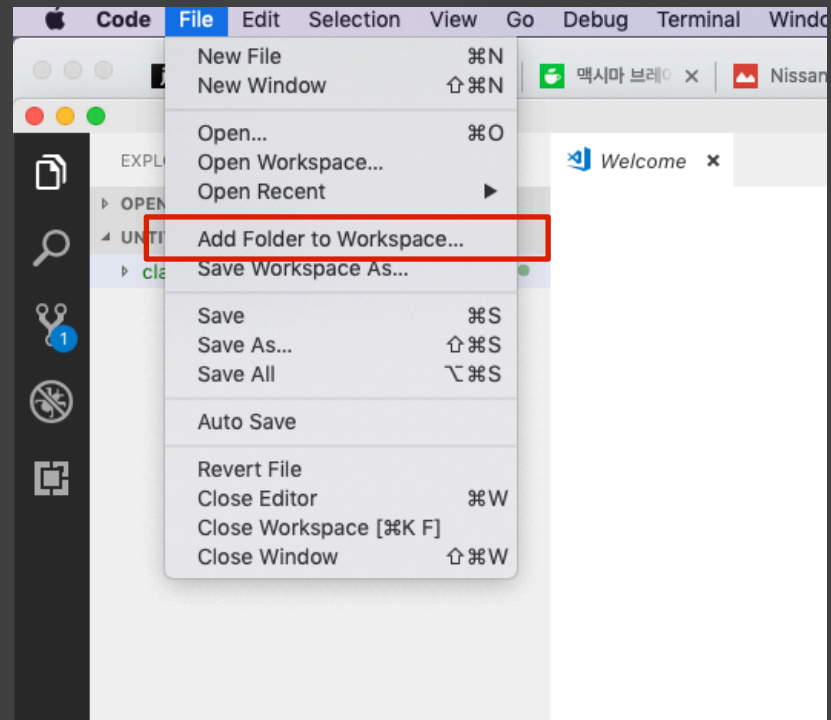 Code File Edit Selection View Go Debug Terminal
맥시마 브레 Nissan
New File ⌘N
New Window ⇧⌘N
Open... ⌘O
Open Workspace...
Open Recent ▶
Add Folder to Workspace...
Save Workspace As...
Save ⌘S
Save As... ⇧⌘S
Save All ⌥⌘S
Auto Save
Revert File
Close Editor ⌘W
Close Workspace [⌘K F]
Close Window ⇧⌘W
EXPL
OPEN
UNTI
cla
1
Welcome ×